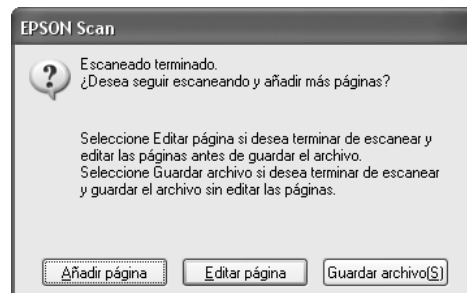 EPSON Scan
Escaneado terminado.
¿Desea seguir escaneando y añadir más páginas?
Seleccione Editar página si desea terminar de escanear y
editar las páginas antes de guardar el archivo.
Seleccione Guardar archivo si desea terminar de escanear
y guardar el archivo sin editar las páginas.
Añadir página Editar página Guardar archivo(S)